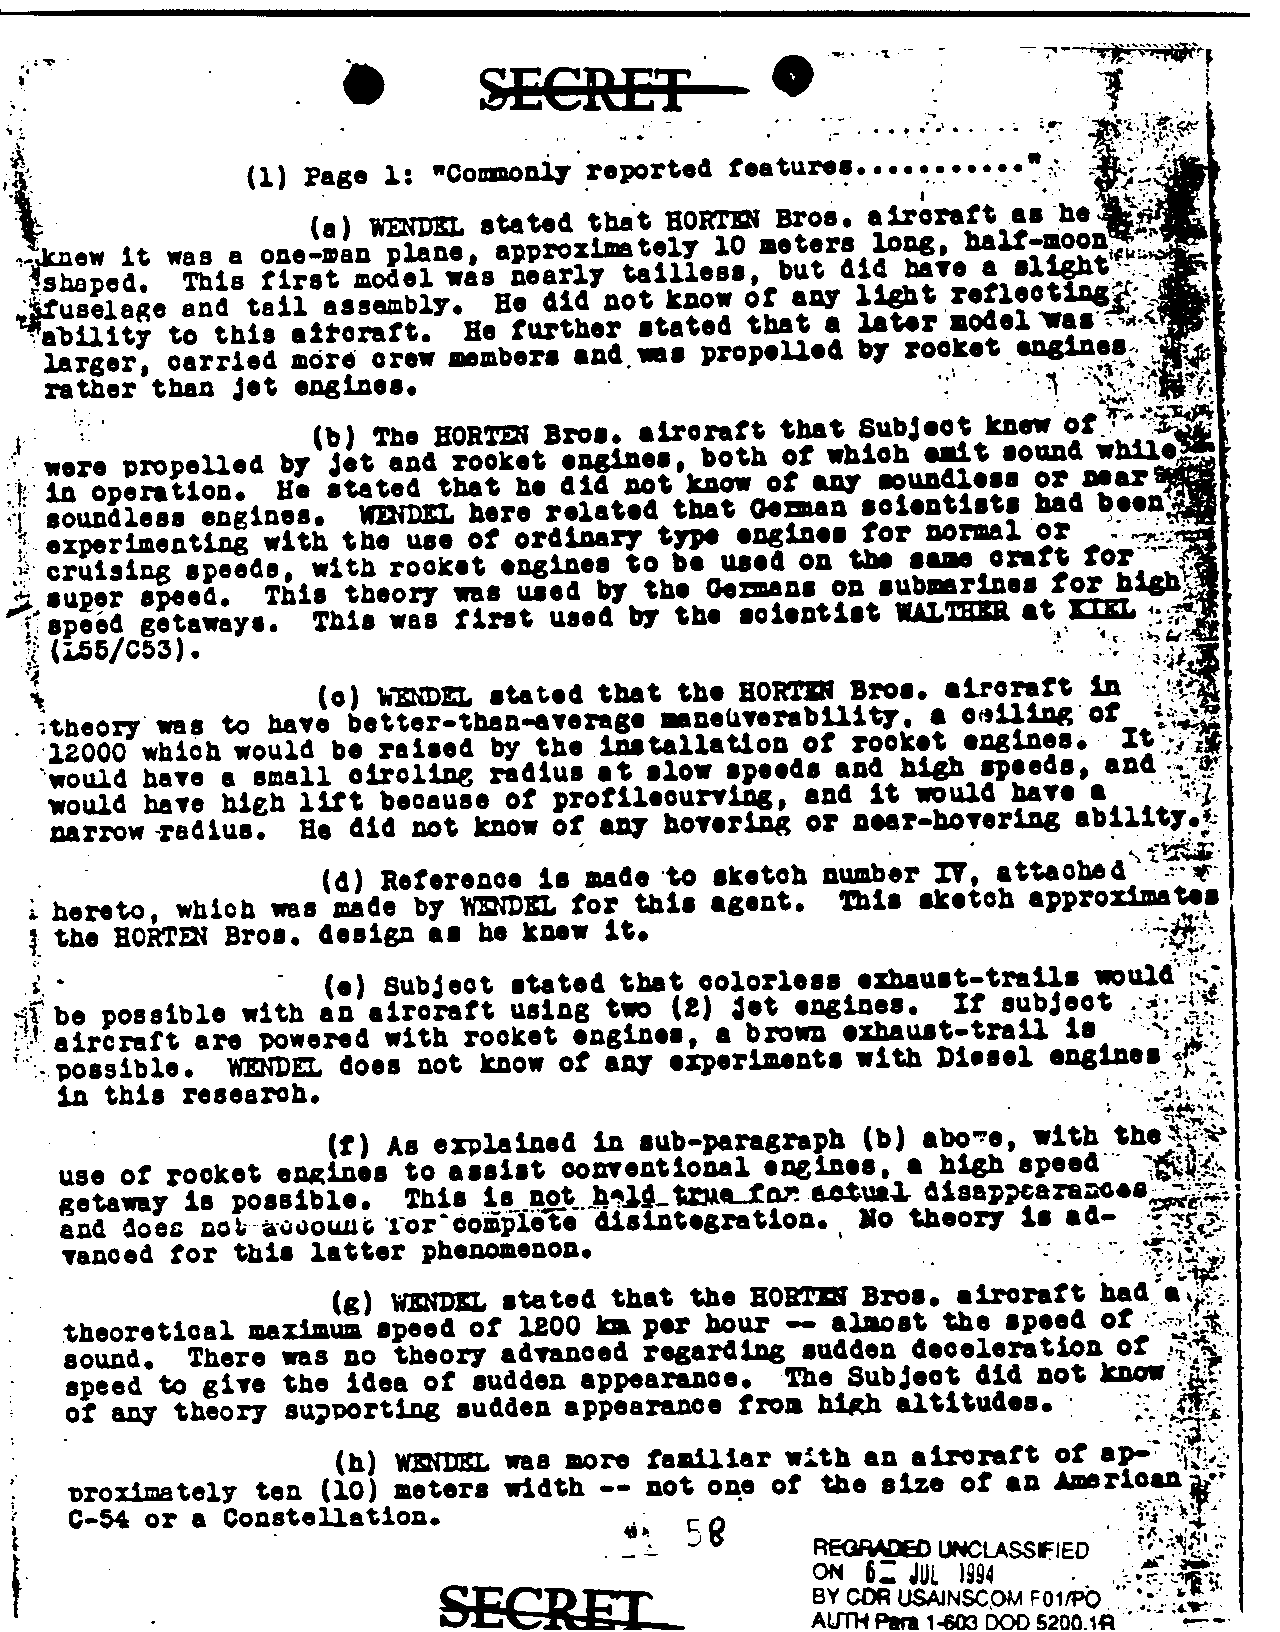 SECRET
(1) Page 1: "Commonly reported features..........."
(a) WENDEL stated that HORTEN Bros. aircraft as he
knew it was a one-man plane, approximately 10 meters long, half-moon
shaped. This first model was nearly tailless, but did have a slight
fuselage and tail assembly. He did not know of any light reflecting
ability to this aircraft. He further stated that a later model was
larger, carried more crew members and was propelled by rocket engines
rather than jet engines.
(b) The HORTEN Bros. aircraft that Subject knew of
were propelled by jet and rocket engines, both of which emit sound while
in operation. He stated that he did not know of any soundless or near
soundless engines. WENDEL here related that German scientists had been
experimenting with the use of ordinary type engines for normal or
cruising speeds, with rocket engines to be used on the same craft for
super speed. This theory was used by the Germans on submarines for high
speed getaways. This was first used by the scientist WALTHER at KIEL
(L55/C53).
(c) WENDEL stated that the HORTEN Bros. aircraft in
theory was to have better-than-average maneuverability, a ceiling of
12000 which would be raised by the installation of rocket engines. It
would have a small circling radius at slow speeds and high speeds, and
would have high lift because of profilecurving, and it would have a
narrow radius. He did not know of any hovering or near-hovering ability.
(d) Reference is made to sketch number IV, attached
hereto, which was made by WENDEL for this agent. This sketch approximates
the HORTEN Bros. design as he knew it.
(e) Subject stated that colorless exhaust-trails would
be possible with an aircraft using two (2) jet engines. If subject
aircraft are powered with rocket engines, a brown exhaust-trail is
possible. WENDEL does not know of any experiments with Diesel engines
in this research.
(f) As explained in sub-paragraph (b) above, with the
use of rocket engines to assist conventional engines, a high speed
getaway is possible. This is not held true for actual disappearances
and does not account for complete disintegration. No theory is ad-
vanced for this latter phenomenon.
(g) WENDEL stated that the HORTEN Bros. aircraft had a
theoretical maximum speed of 1200 km per hour -- almost the speed of
sound. There was no theory advanced regarding sudden deceleration of
speed to give the idea of sudden appearance. The Subject did not know
of any theory supporting sudden appearance from high altitudes.
(h) WENDEL was more familiar with an aircraft of ap-
proximately ten (10) meters width -- not one of the size of an American
C-54 or a Constellation.
58
REGRADED UNCLASSIFIED
ON 6 JUL 1994
BY CDR USAINSCOM F01/PO
AUTH Para 1-603 DOD 5200.1R
SECRET